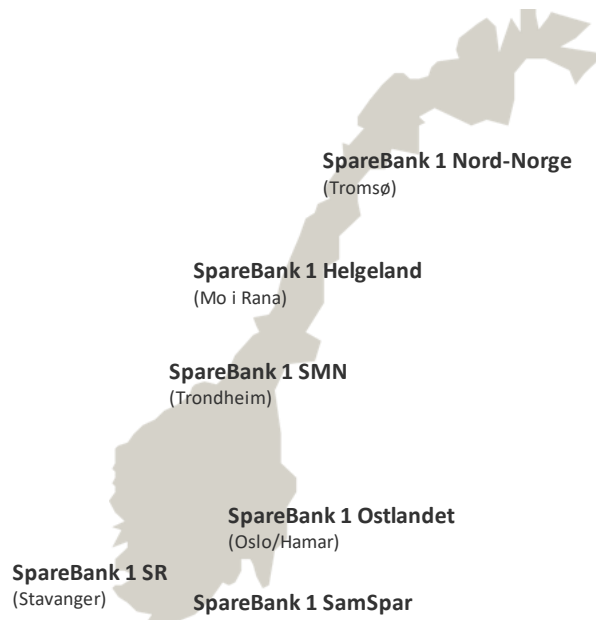 SpareBank 1 Nord-Norge
(Tromsø)
SpareBank 1 Helgeland
(Mo i Rana)
SpareBank 1 SMN
(Trondheim)
SpareBank 1 Ostlandet
(Oslo/Hamar)
SpareBank 1 SR
(Stavanger)
SpareBank 1 SamSpar